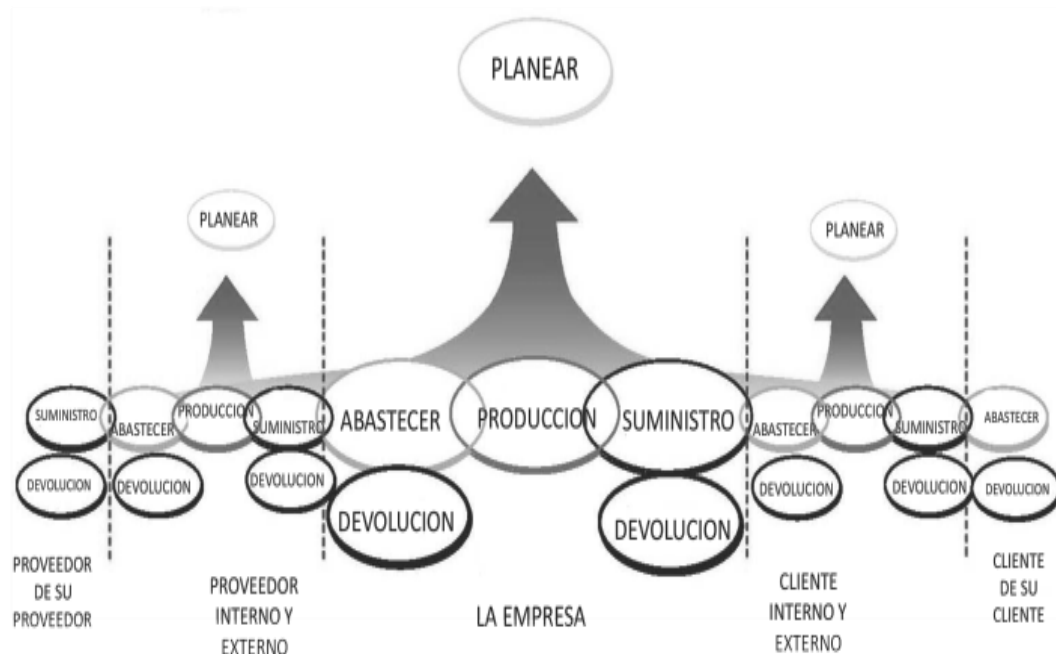 PLANEAR
PLANEAR
PLANEAR
SUMINISTRO
ABASTECER
PRODUCCION
SUMINISTRO
ABASTECER
PRODUCCION
SUMINISTRO
ABASTECER
PRODUCCION
SUMINISTRO
ABASTECER
DEVOLUCION
DEVOLUCION
DEVOLUCION
DEVOLUCION
DEVOLUCION
DEVOLUCION
DEVOLUCION
DEVOLUCION
PROVEEDOR
DE SU
PROVEEDOR
PROVEEDOR
INTERNO Y
EXTERNO
LA EMPRESA
CLIENTE
INTERNO Y
EXTERNO
CLIENTE
DE SU
CLIENTE